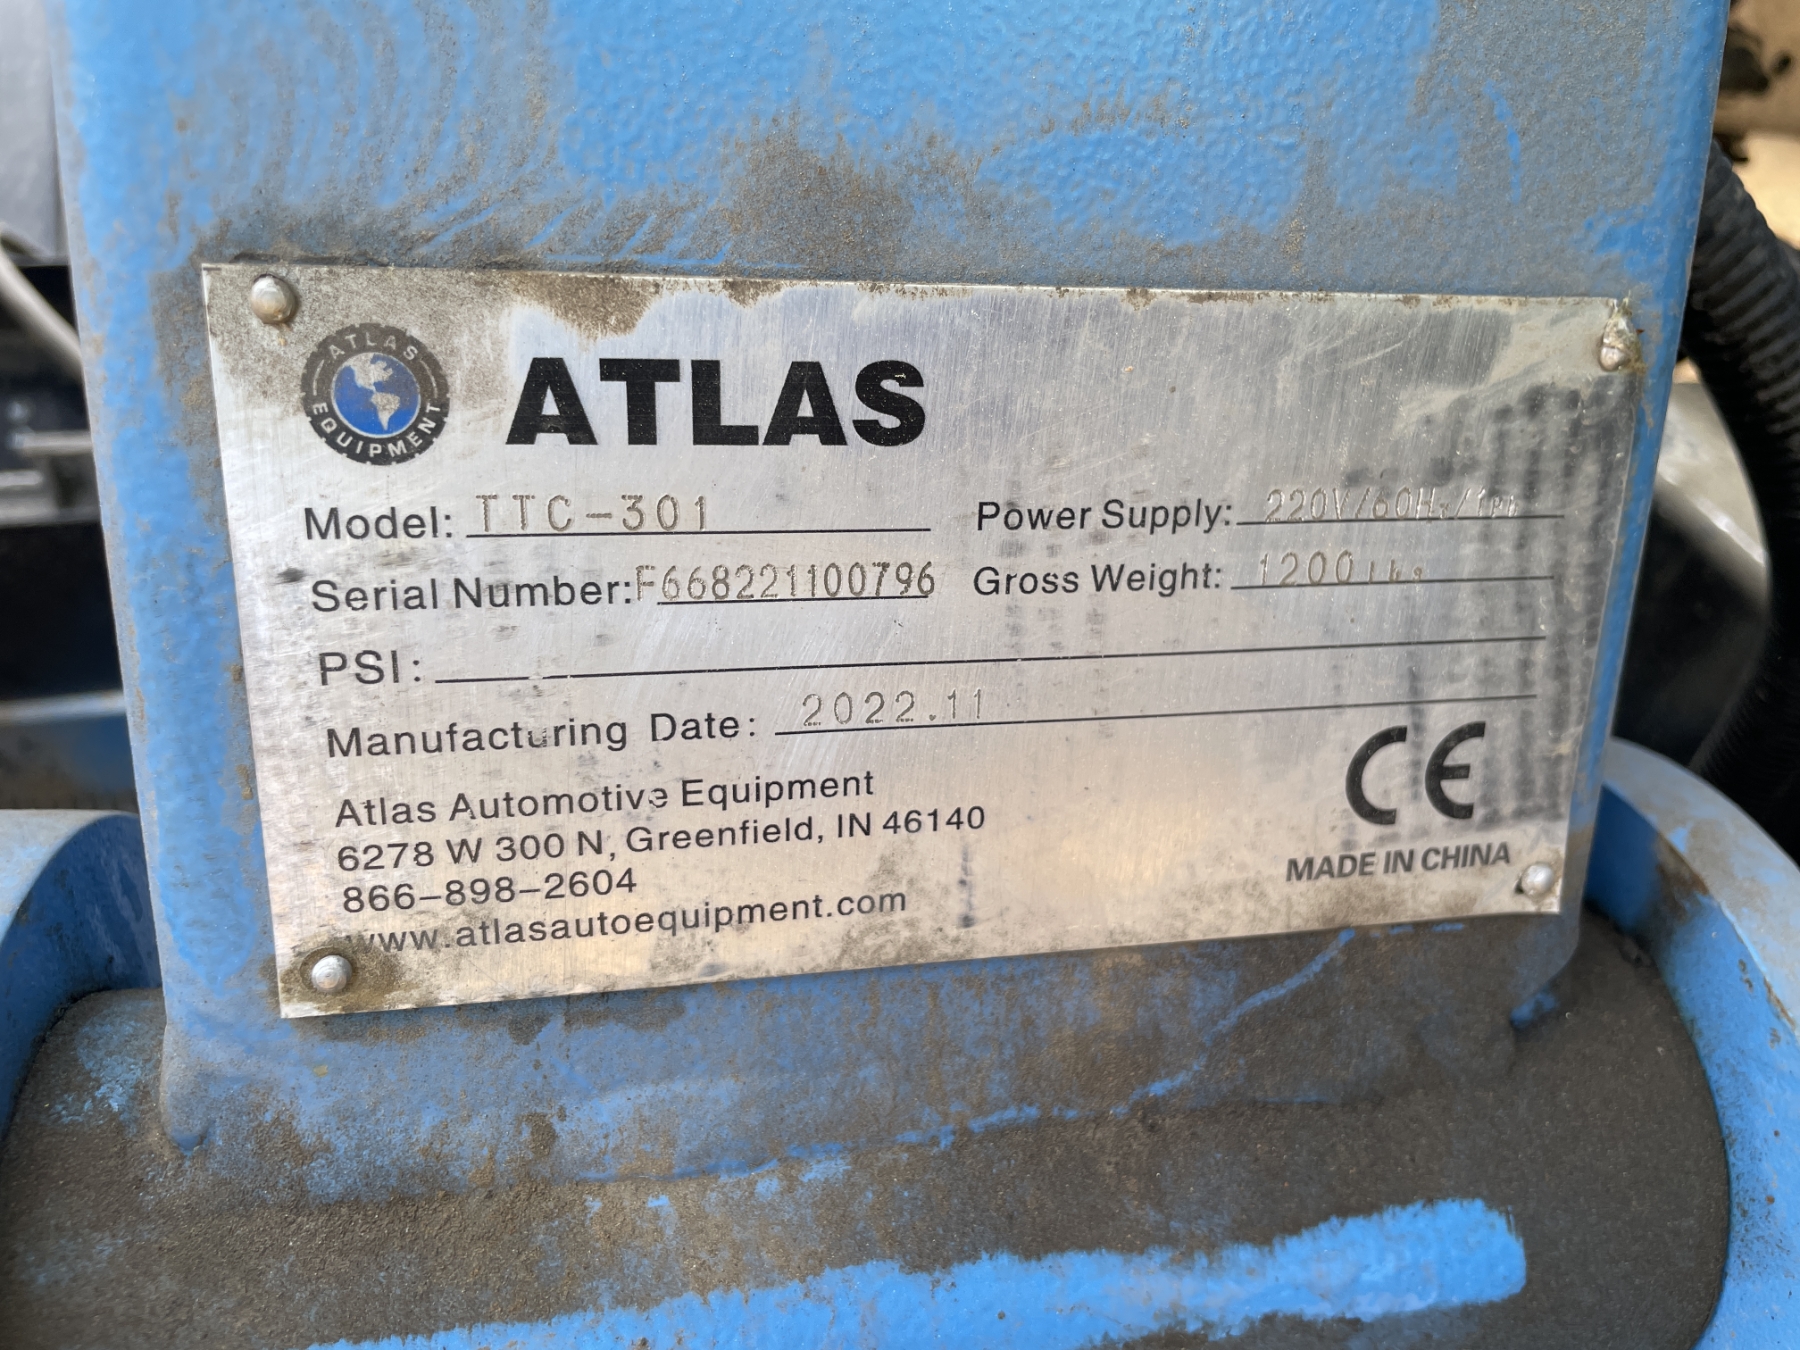 ATLAS
EQUIPMENT
ATLAS
Model: TTC-301
Power Supply: 220V/60Hz/1ph
Serial Number: F668221100796
Gross Weight: 1200lbs
PSI:
Manufacturing Date: 2022.11
Atlas Automotive Equipment
6278 W 300 N, Greenfield, IN 46140
866-898-2604
www.atlasautoequipment.com
CE
MADE IN CHINA